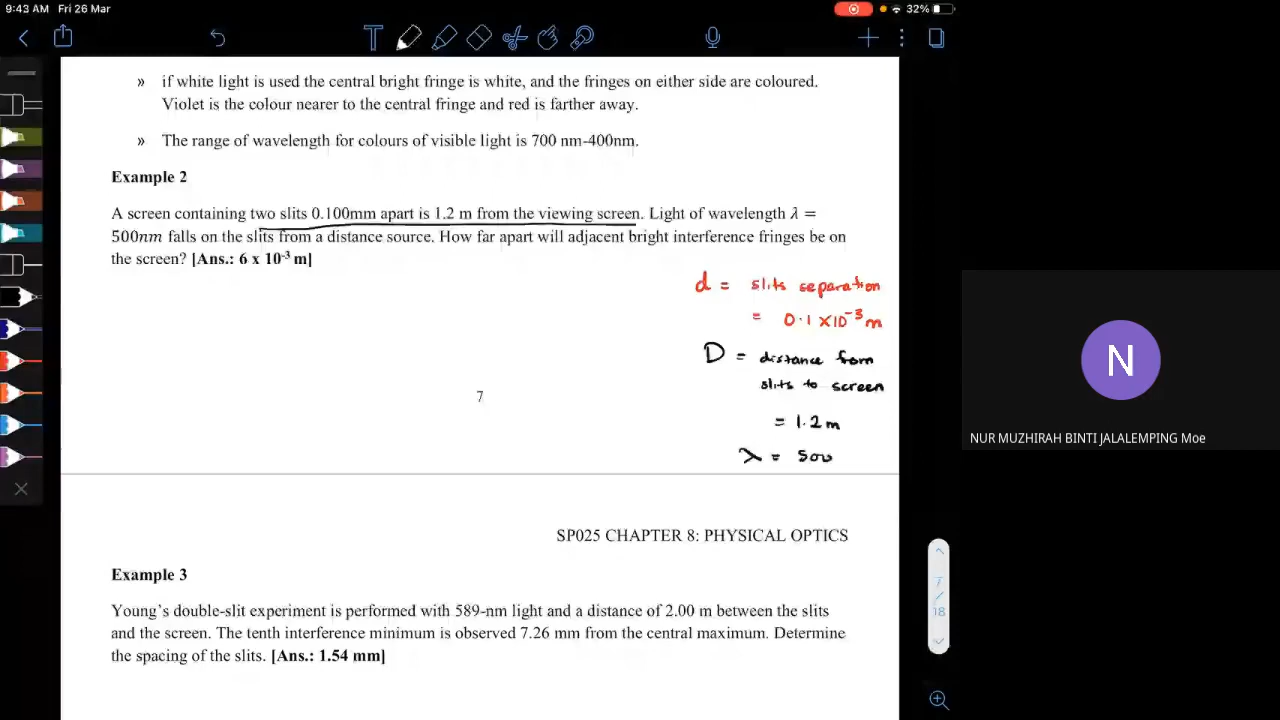 9:43 AM Fri 26 Mar
32%
» if white light is used the central bright fringe is white, and the fringes on either side are coloured.
Violet is the colour nearer to the central fringe and red is farther away.
» The range of wavelength for colours of visible light is 700 nm-400nm.
Example 2
A screen containing two slits 0.100mm apart is 1.2 m from the viewing screen. Light of wavelength λ =
500nm falls on the slits from a distance source. How far apart will adjacent bright interference fringes be on
the screen? [Ans.: 6 x 10⁻³ m]
d = slits separation
= 0.1 × 10⁻³ m
D = distance from
slits to screen
= 1.2 m
λ = 500
7
SP025 CHAPTER 8: PHYSICAL OPTICS
Example 3
Young's double-slit experiment is performed with 589-nm light and a distance of 2.00 m between the slits
and the screen. The tenth interference minimum is observed 7.26 mm from the central maximum. Determine
the spacing of the slits. [Ans.: 1.54 mm]
7
/
18
N
NUR MUZHIRAH BINTI JALALEMPING Moe